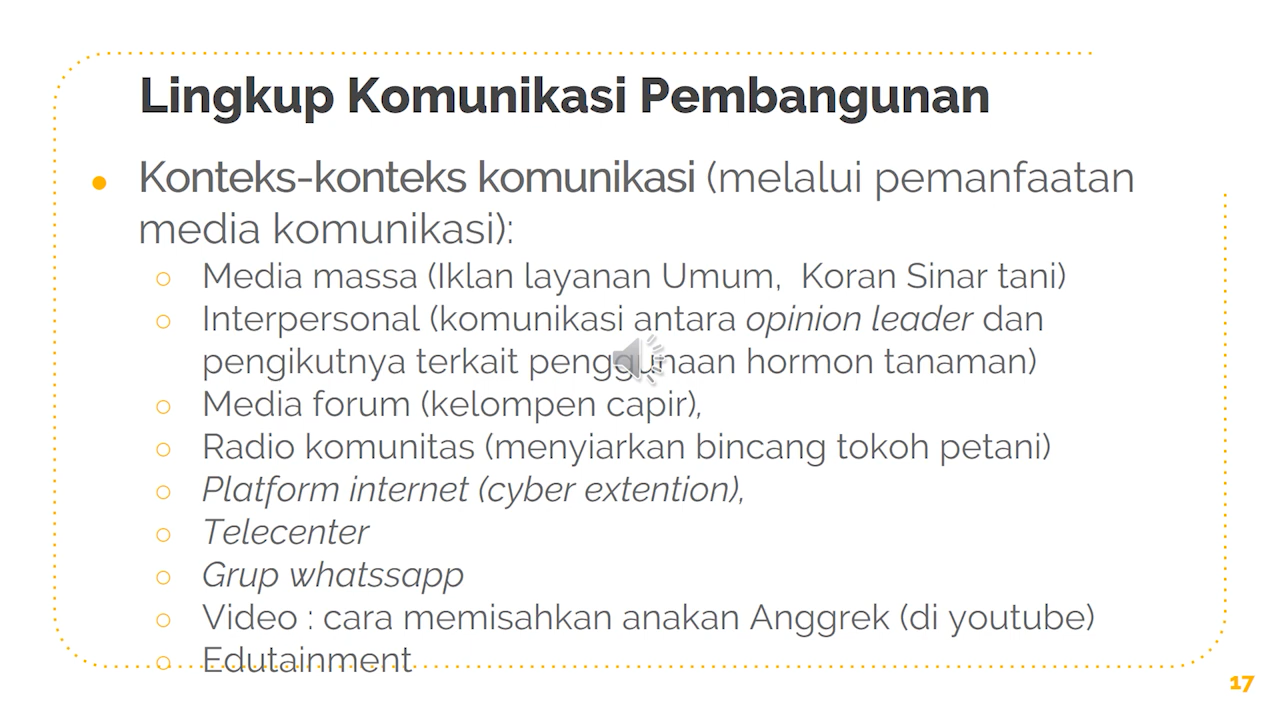 Lingkup Komunikasi Pembangunan
Konteks-konteks komunikasi (melalui pemanfaatan
media komunikasi):
Media massa (Iklan layanan Umum, Koran Sinar tani)
Interpersonal (komunikasi antara opinion leader dan
pengikutnya terkait penggunaan hormon tanaman)
Media forum (kelompen capir),
Radio komunitas (menyiarkan bincang tokoh petani)
Platform internet (cyber extention),
Telecenter
Grup whatssapp
Video : cara memisahkan anakan Anggrek (di youtube)
Edutainment
17